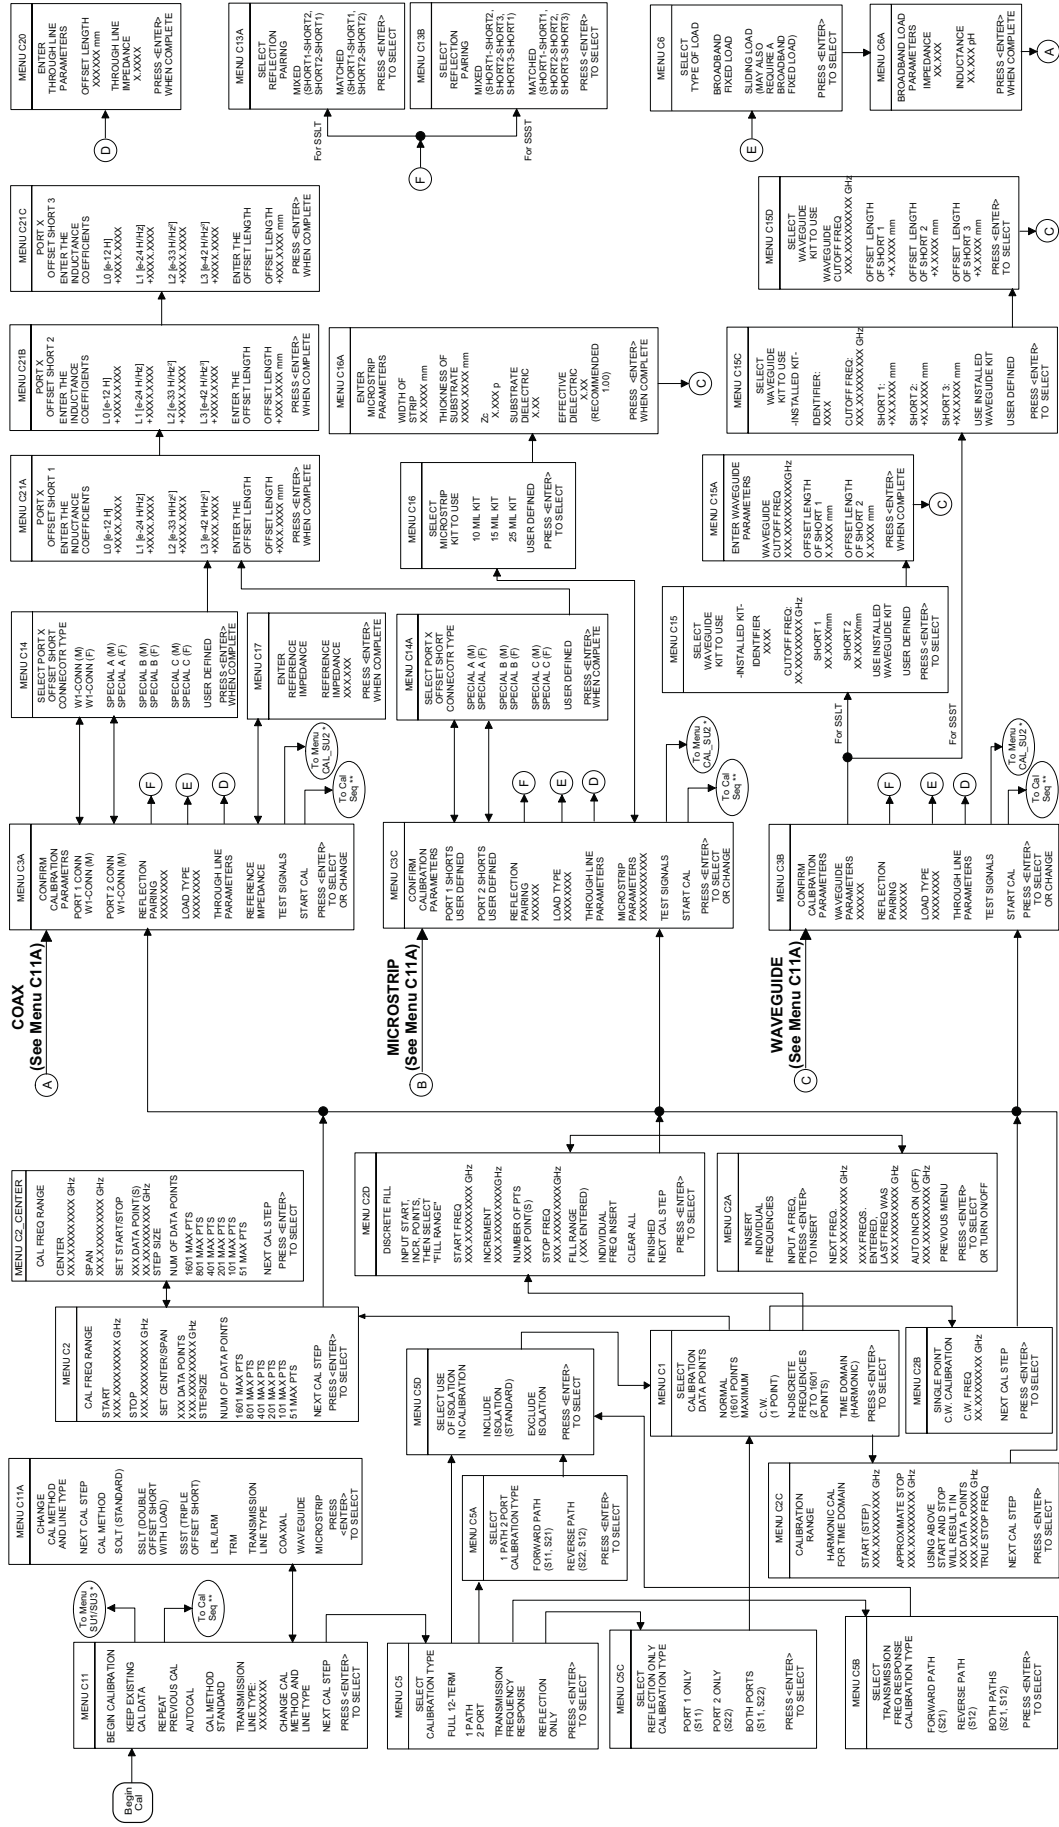 Begin
Cal
MENU C11
BEGIN CALIBRATION
KEEP EXISTING
CAL DATA
REPEAT
PREVIOUS CAL
AUTOCAL
CAL METHOD
STANDARD
TRANSMISSION
LINE TYPE:
XXXXXXXX
CHANGE CAL
METHOD AND
LINE TYPE
NEXT CAL STEP
PRESS <ENTER>
TO SELECT
To Menu
SU1/SU3 *
To Cal
Seq **
MENU C11A
CHANGE
CAL METHOD
AND LINE TYPE
NEXT CAL STEP
CAL METHOD
SOLT (STANDARD)
SSLT (DOUBLE
OFFSET SHORT
WITH LOAD)
SSST (TRIPLE
OFFSET SHORT)
LRL/LRM
TRM
TRANSMISSION
LINE TYPE
COAXIAL
WAVEGUIDE
MICROSTRIP
PRESS
<ENTER>
TO SELECT
MENU C5
SELECT
CALIBRATION TYPE
FULL 12-TERM
1 PATH
2 PORT
TRANSMISSION
FREQUENCY
RESPONSE
REFLECTION
ONLY
PRESS <ENTER>
TO SELECT
MENU C5A
SELECT
1 PATH 2 PORT
CALIBRATION TYPE
FORWARD PATH
(S11, S21)
REVERSE PATH
(S22, S12)
PRESS <ENTER>
TO SELECT
MENU C5D
SELECT USE
OF ISOLATION
IN CALIBRATION
INCLUDE
ISOLATION
(STANDARD)
EXCLUDE
ISOLATION
PRESS <ENTER>
TO SELECT
MENU C5C
SELECT
REFLECTION ONLY
CALIBRATION TYPE
PORT 1 ONLY
(S11)
PORT 2 ONLY
(S22)
BOTH PORTS
(S11, S22)
PRESS <ENTER>
TO SELECT
MENU C5B
SELECT
TRANSMISSION
FREQ RESPONSE
CALIBRATION TYPE
FORWARD PATH
(S21)
REVERSE PATH
(S12)
BOTH PATHS
(S21, S12)
PRESS <ENTER>
TO SELECT
MENU C1
SELECT
CALIBRATION
DATA POINTS
NORMAL
(1601 POINTS
MAXIMUM
C.W.
(1 POINT)
N-DISCRETE
FREQUENCIES
(2 TO 1601
POINTS)
TIME DOMAIN
(HARMONIC)
PRESS <ENTER>
TO SELECT
MENU C2C
CALIBRATION
RANGE
HARMONIC CAL
FOR TIME DOMAIN
START (STEP)
XXX.XXXXXXXXXX GHz
APPROXIMATE STOP
XXX.XXXXXXXXXX GHz
USING ABOVE
START AND STOP
WILL RESULT IN
XXX DATA POINTS
XXX.XXXXXXXXXX GHz
TRUE STOP FREQ
NEXT CAL STEP
PRESS <ENTER>
TO SELECT
MENU C2B
SINGLE POINT
C.W. CALIBRATION
C.W. FREQ
XXX.XXXXXXXXXX GHz
NEXT CAL STEP
PRESS <ENTER>
TO SELECT
MENU C2
CAL FREQ RANGE
START
XXX.XXXXXXXXXX GHz
STOP
XXX.XXXXXXXXXX GHz
SET CENTER/SPAN
XXX DATA POINTS
XXX.XXXXXXXXXX GHz
STEPSIZE
NUM OF DATA POINTS
1601 MAX PTS
801 MAX PTS
401 MAX PTS
201 MAX PTS
101 MAX PTS
51 MAX PTS
NEXT CAL STEP
PRESS <ENTER>
TO SELECT
MENU C2_CENTER
CAL FREQ RANGE
CENTER
XXX.XXXXXXXXXX GHz
SPAN
XXX.XXXXXXXXXX GHz
SET START/STOP
XXX DATA POINT(S)
XXX.XXXXXXXXXX GHz
STEP SIZE
NUM OF DATA POINTS
1601 MAX PTS
801 MAX PTS
401 MAX PTS
201 MAX PTS
101 MAX PTS
51 MAX PTS
NEXT CAL STEP
PRESS <ENTER>
TO SELECT
MENU C2D
DISCRETE FILL
INPUT START,
INCR, POINTS,
THEN SELECT
"FILL RANGE"
START FREQ
XXX.XXXXXXXXXX GHz
INCREMENT
XXX.XXXXXXXXXXGHz
NUMBER OF PTS
XXX POINT(S)
STOP FREQ
XXX.XXXXXXXXXX GHz
FILL RANGE
(XXX ENTERED)
INDIVIDUAL
FREQ INSERT
CLEAR ALL
FINISHED
NEXT CAL STEP
PRESS <ENTER>
TO SELECT
MENU C2A
INSERT
INDIVIDUAL
FREQUENCIES
INPUT A FREQ,
PRESS <ENTER>
TO INSERT
NEXT FREQ.
XXX.XXXXXXXXXX GHz
XXX FREQS.
ENTERED,
LAST FREQ WAS
XXX.XXXXXXXXXX GHz
AUTO INCR ON (OFF)
PREVIOUS MENU
PRESS <ENTER>
TO SELECT
OR TURN ON/OFF
A
COAX
(See Menu C11A)
MENU C3A
CONFIRM
CALIBRATION
PARAMETRS
PORT 1 CONN
W1-CONN (M)
PORT 2 CONN
W1-CONN (M)
REFLECTION
PAIRING
XXXXXX
LOAD TYPE
XXXXXXXX
THROUGH LINE
PARAMETERS
REFERENCE
IMPEDANCE
TEST SIGNALS
START CAL
PRESS <ENTER>
TO SELECT
OR CHANGE
F
E
D
To Menu
CAL_SU2 *
To Cal
Seq **
MENU C14
SELECT PORT X
OFFSET SHORT
CONNECOTR TYPE
W1-CONN (M)
W1-CONN (F)
SPECIAL A (M)
SPECIAL A (F)
SPECIAL B (M)
SPECIAL B (F)
SPECIAL C (M)
SPECIAL C (F)
USER DEFINED
PRESS <ENTER>
WHEN COMPLETE
MENU C17
ENTER
REFERENCE
IMPEDANCE
REFERENCE
IMPEDANCE
XXX.XXX
PRESS <ENTER>
WHEN COMPLETE
MENU C21A
PORT X
OFFSET SHORT 1
ENTER THE
INDUCTANCE
COEFFICIENTS
L0 [e-12 H]
+XXXX.XXXX
L1 [e-24 H/Hz]
+XXXX.XXXX
L2 [e-33 H/Hz²]
+XXXX.XXXX
L3 [e-42 H/Hz³]
+XXXX.XXXX
ENTER THE
OFFSET LENGTH
OFFSET LENGTH
+XXX.XXXX mm
PRESS <ENTER>
WHEN COMPLETE
MENU C21B
PORT X
OFFSET SHORT 2
ENTER THE
INDUCTANCE
COEFFICIENTS
L0 [e-12 H]
+XXXX.XXXX
L1 [e-24 H/Hz]
+XXXX.XXXX
L2 [e-33 H/Hz²]
+XXXX.XXXX
L3 [e-42 H/Hz³]
+XXXX.XXXX
ENTER THE
OFFSET LENGTH
OFFSET LENGTH
+XXX.XXXX mm
PRESS <ENTER>
WHEN COMPLETE
MENU C21C
PORT X
OFFSET SHORT 3
ENTER THE
INDUCTANCE
COEFFICIENTS
L0 [e-12 H]
+XXXX.XXXX
L1 [e-24 H/Hz]
+XXXX.XXXX
L2 [e-33 H/Hz²]
+XXXX.XXXX
L3 [e-42 H/Hz³]
+XXXX.XXXX
ENTER THE
OFFSET LENGTH
OFFSET LENGTH
+XXX.XXXX mm
PRESS <ENTER>
WHEN COMPLETE
D
MENU C20
ENTER
THROUGH LINE
PARAMETERS
OFFSET LENGTH
XXX.XXXX mm
THROUGH LINE
IMPEDANCE
X.XXXX
PRESS <ENTER>
WHEN COMPLETE
B
MICROSTRIP
(See Menu C11A)
MENU C3C
CONFIRM
CALIBRATION
PARAMETERS
PORT 1 SHORTS
USER DEFINED
PORT 2 SHORTS
USER DEFINED
REFLECTION
PAIRING
XXXXXX
LOAD TYPE
XXXXXXXX
THROUGH LINE
PARAMETERS
MICROSTRIP
PARAMETERS
XXXXXXXX
TEST SIGNALS
START CAL
PRESS <ENTER>
TO SELECT
OR CHANGE
F
E
D
To Menu
CAL_SU2 *
To Cal
Seq **
MENU C14A
SELECT PORT X
OFFSET SHORT
CONNECOTR TYPE
SPECIAL A (M)
SPECIAL A (F)
SPECIAL B (M)
SPECIAL B (F)
SPECIAL C (M)
SPECIAL C (F)
USER DEFINED
PRESS <ENTER>
WHEN COMPLETE
MENU C16
SELECT
MICROSTRIP
KIT TO USE
10 MIL KIT
15 MIL KIT
25 MIL KIT
USER DEFINED
PRESS <ENTER>
TO SELECT
MENU C16A
ENTER
MICROSTRIP
PARAMETERS
WIDTH OF
STRIP
XX.XXXX mm
THICKNESS OF
SUBSTRATE
XXXX.XXXX mm
Zc
X.XXX p
SUBSTRATE
DIELECTRIC
X.XX
EFFECTIVE
DIELECTRIC
X.XX
(RECOMMENDED
1.00)
PRESS <ENTER>
WHEN COMPLETE
C
F
For SSLT
For SSST
MENU C13A
SELECT
REFLECTION
PAIRING
MIXED
(SHORT1-SHORT2,
SHORT2-SHORT1)
MATCHED
(SHORT1-SHORT1,
SHORT2-SHORT2)
PRESS <ENTER>
TO SELECT
MENU C13B
SELECT
REFLECTION
PAIRING
MIXED
(SHORT1-SHORT2,
SHORT2-SHORT3,
SHORT3-SHORT1)
MATCHED
(SHORT1-SHORT1,
SHORT2-SHORT2,
SHORT3-SHORT3)
PRESS <ENTER>
TO SELECT
C
WAVEGUIDE
(See Menu C11A)
MENU C3B
CONFIRM
CALIBRATION
PARAMETERS
WAVEGUIDE
PARAMETERS
XXXXXXXX
REFLECTION
PAIRING
XXXXXX
LOAD TYPE
XXXXXXXX
THROUGH LINE
PARAMETERS
TEST SIGNALS
START CAL
PRESS <ENTER>
TO SELECT
OR CHANGE
F
E
D
To Menu
CAL_SU2 *
To Cal
Seq **
For SSLT
For SSST
MENU C15
SELECT
WAVEGUIDE
KIT TO USE
-INSTALLED KIT-
IDENTIFIER
XXXX
CUTOFF FREQ:
XX.XXXXXXXXX GHz
SHORT 1
XX.XXXXmm
SHORT 2
XX.XXXXmm
USE INSTALLED
WAVEGUIDE KIT
USER DEFINED
PRESS <ENTER>
TO SELECT
MENU C15A
ENTER WAVEGUIDE
PARAMETERS
WAVEGUIDE
CUTOFF FREQ
XXX.XXXXXXXXXXGHz
OFFSET LENGTH
OF SHORT 1
X.XXXX mm
OFFSET LENGTH
OF SHORT 2
X.XXXX mm
PRESS <ENTER>
WHEN COMPLETE
C
MENU C15C
SELECT
WAVEGUIDE
KIT TO USE
-INSTALLED KIT-
IDENTIFIER:
XXXX
CUTOFF FREQ:
XXX.XXXXXXXXXX GHz
SHORT 1:
+XX.XXXX mm
SHORT 2:
+XX.XXXX mm
SHORT 3:
+XX.XXXX mm
USE INSTALLED
WAVEGUIDE KIT
USER DEFINED
PRESS <ENTER>
TO SELECT
MENU C15D
SELECT
WAVEGUIDE
KIT TO USE
WAVEGUIDE
CUTOFF FREQ
XXX.XXXXXXXXXX GHz
OFFSET LENGTH
OF SHORT 1
+X.XXXX mm
OFFSET LENGTH
OF SHORT 2
+X.XXXX mm
OFFSET LENGTH
OF SHORT 3
+X.XXXX mm
PRESS <ENTER>
TO SELECT
C
E
MENU C6
SELECT
TYPE OF LOAD
BROADBAND
FIXED LOAD
SLIDING LOAD
(MAY ALSO
REQUIRE A
BROADBAND
FIXED LOAD)
PRESS <ENTER>
TO SELECT
MENU C6A
BROADBAND LOAD
PARAMETERS
IMPEDANCE
XX.XXX
INDUCTANCE
XX.XXX pH
PRESS <ENTER>
WHEN COMPLETE
A